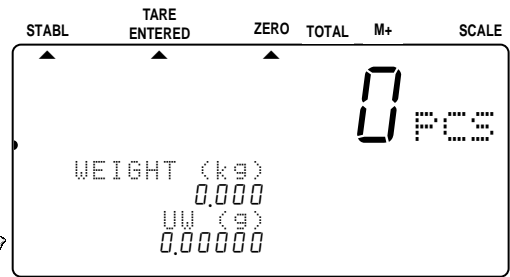 STABL TARE ENTERED ZERO TOTAL M+ SCALE
0 PCS
WEIGHT (kg)
0.000
UW (g)
0.00000